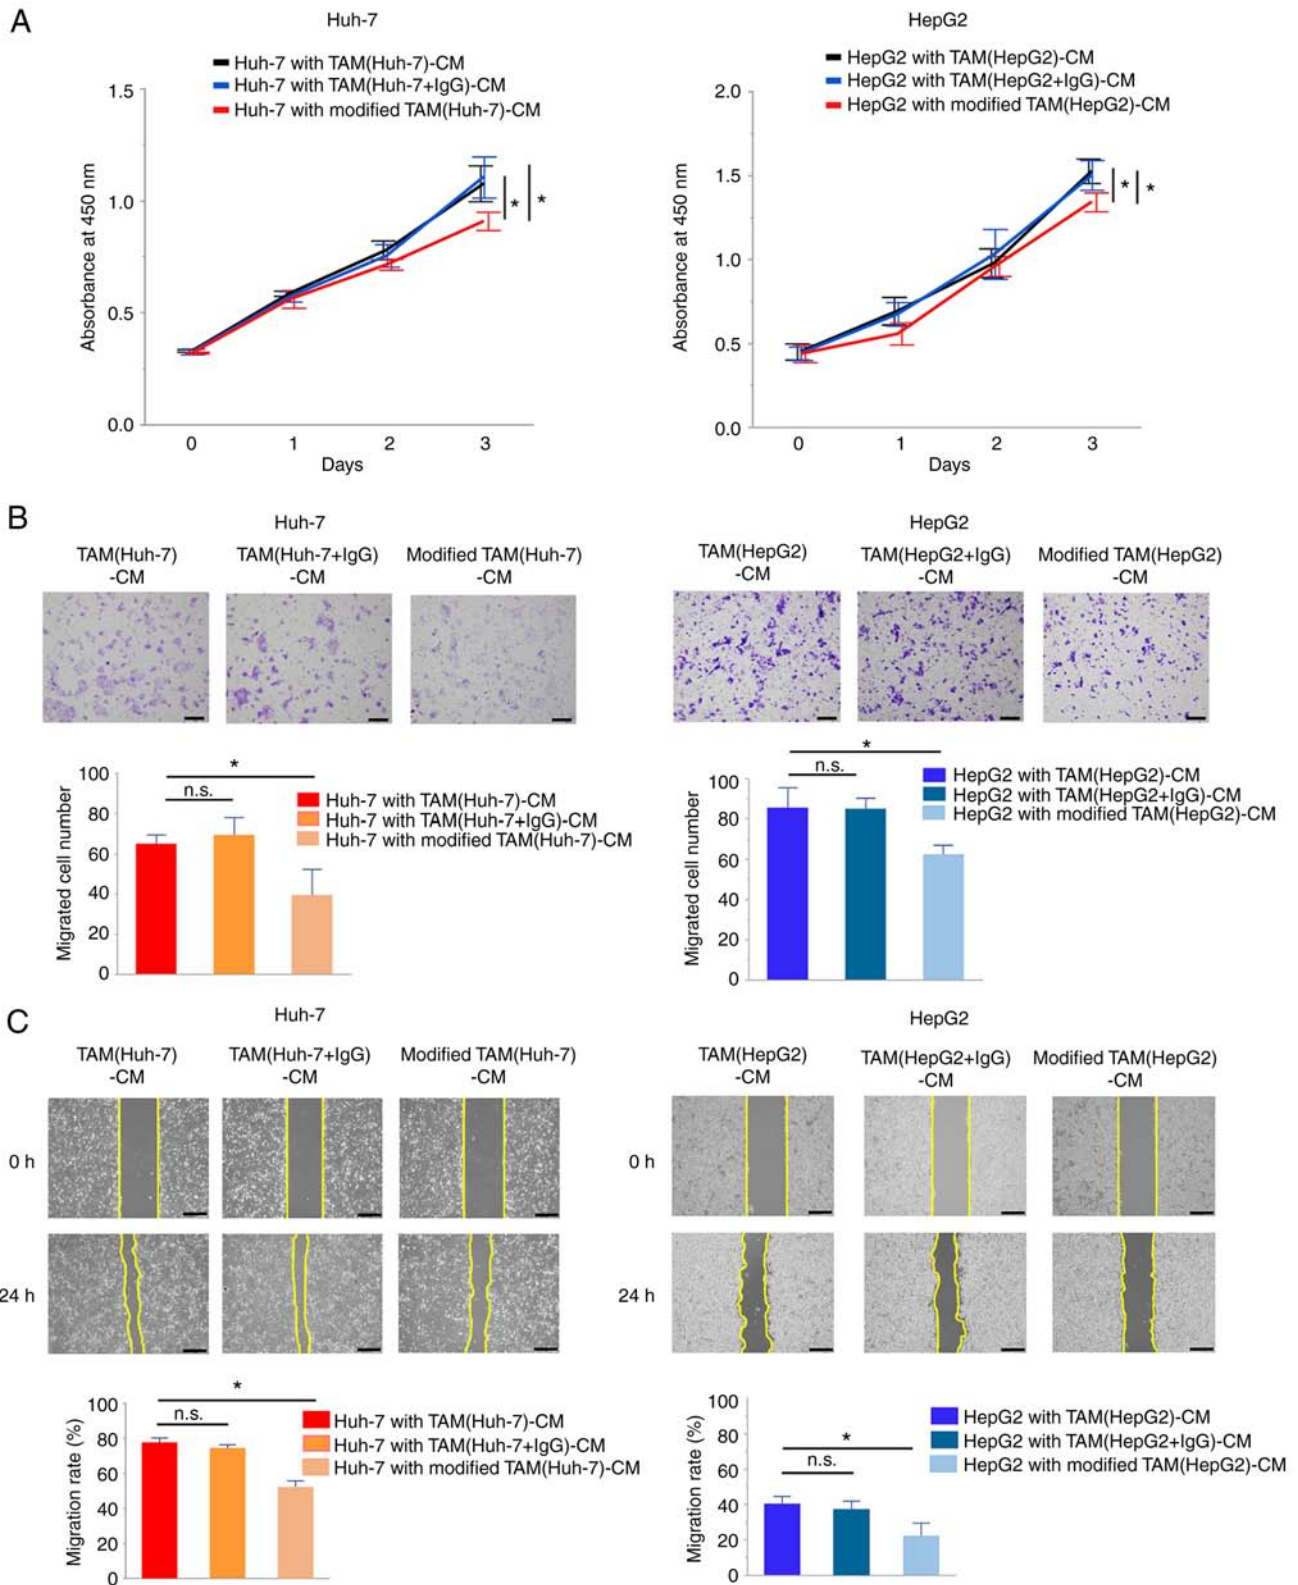 A
Huh-7
Huh-7 with TAM(Huh-7)-CM
Huh-7 with TAM(Huh-7+IgG)-CM
Huh-7 with modified TAM(Huh-7)-CM
1.5
1.0
0.5
0.0
Absorbance at 450 nm
*
*
0 1 2 3
Days
HepG2
HepG2 with TAM(HepG2)-CM
HepG2 with TAM(HepG2+IgG)-CM
HepG2 with modified TAM(HepG2)-CM
2.0
1.5
1.0
0.5
0.0
Absorbance at 450 nm
*
*
0 1 2 3
Days
B
Huh-7
TAM(Huh-7)
-CM
TAM(Huh-7+IgG)
-CM
Modified TAM(Huh-7)
-CM
100
80
60
40
20
0
Migrated cell number
*
n.s.
Huh-7 with TAM(Huh-7)-CM
Huh-7 with TAM(Huh-7+IgG)-CM
Huh-7 with modified TAM(Huh-7)-CM
HepG2
TAM(HepG2)
-CM
TAM(HepG2+IgG)
-CM
Modified TAM(HepG2)
-CM
100
80
60
40
20
0
Migrated cell number
*
n.s.
HepG2 with TAM(HepG2)-CM
HepG2 with TAM(HepG2+IgG)-CM
HepG2 with modified TAM(HepG2)-CM
C
Huh-7
TAM(Huh-7)
-CM
TAM(Huh-7+IgG)
-CM
Modified TAM(Huh-7)
-CM
0 h
24 h
100
80
60
40
20
0
Migration rate (%)
*
n.s.
Huh-7 with TAM(Huh-7)-CM
Huh-7 with TAM(Huh-7+IgG)-CM
Huh-7 with modified TAM(Huh-7)-CM
HepG2
TAM(HepG2)
-CM
TAM(HepG2+IgG)
-CM
Modified TAM(HepG2)
-CM
0 h
24 h
100
80
60
40
20
0
Migration rate (%)
*
n.s.
HepG2 with TAM(HepG2)-CM
HepG2 with TAM(HepG2+IgG)-CM
HepG2 with modified TAM(HepG2)-CM